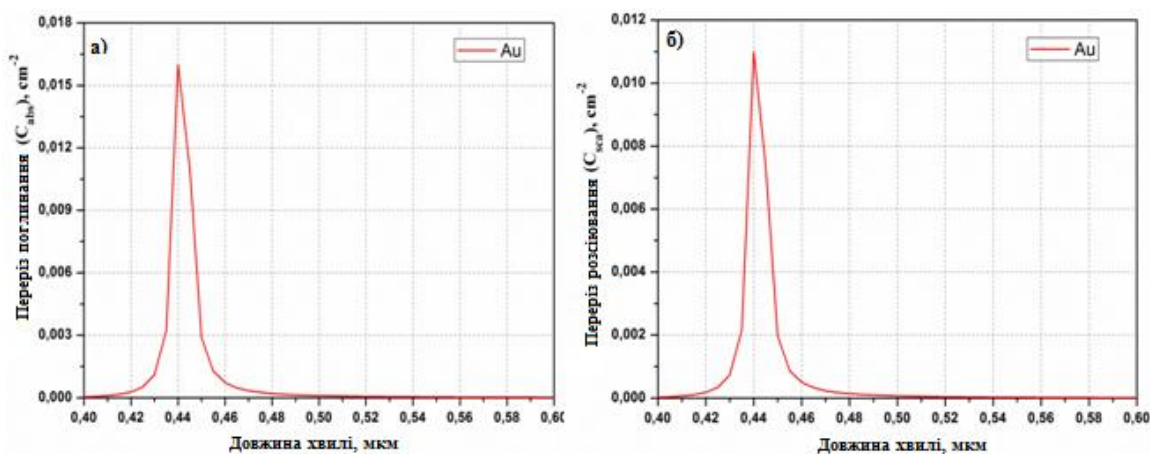 а)
Au
Переріз поглинання (C_abs), cm^-2
0,018
0,015
0,012
0,009
0,006
0,003
0,000
0,40 0,42 0,44 0,46 0,48 0,50 0,52 0,54 0,56 0,58 0,60
Довжина хвилі, мкм
б)
Au
Переріз розсіювання (C_sca), cm^-2
0,012
0,010
0,008
0,006
0,004
0,002
0,000
0,40 0,42 0,44 0,46 0,48 0,50 0,52 0,54 0,56 0,58 0,60
Довжина хвилі, мкм